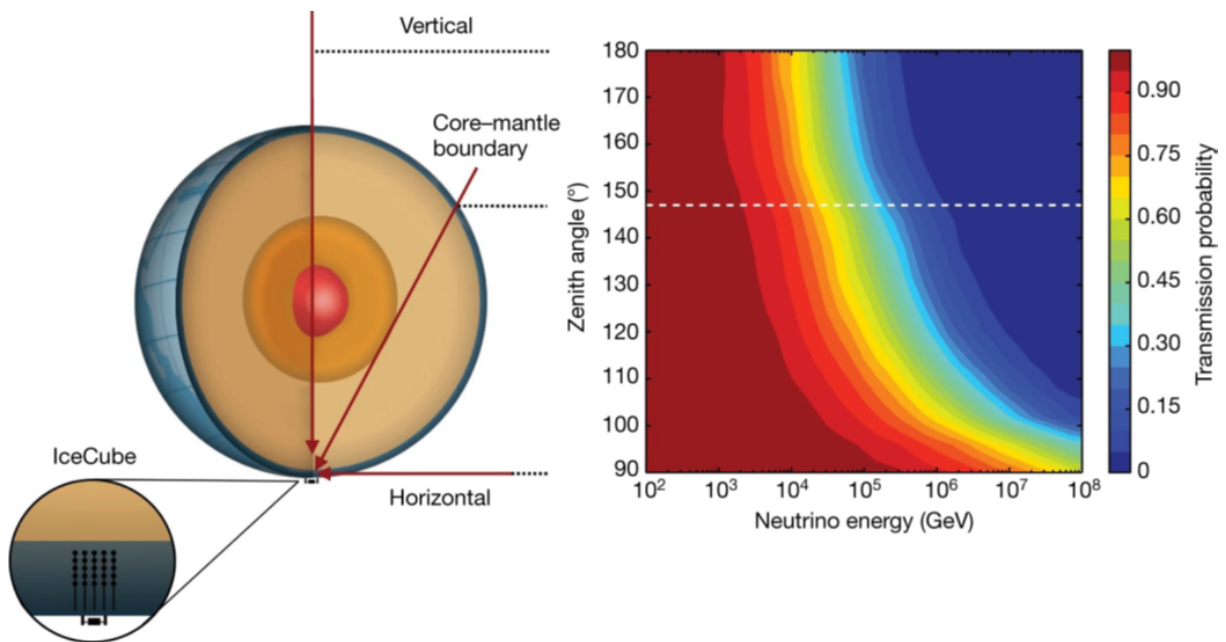 Vertical
Core–mantle
boundary
IceCube
Horizontal
180
170
160
150
140
130
120
110
100
90
Zenith angle (°)
10² 10³ 10⁴ 10⁵ 10⁶ 10⁷ 10⁸
Neutrino energy (GeV)
0.90
0.75
0.60
0.45
0.30
0.15
0
Transmission probability